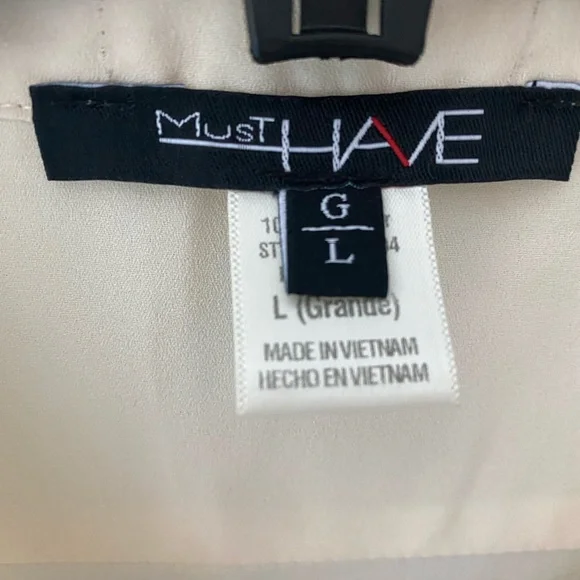 MUST HAVE
G
L
L (Grande)
MADE IN VIETNAM
HECHO EN VIETNAM